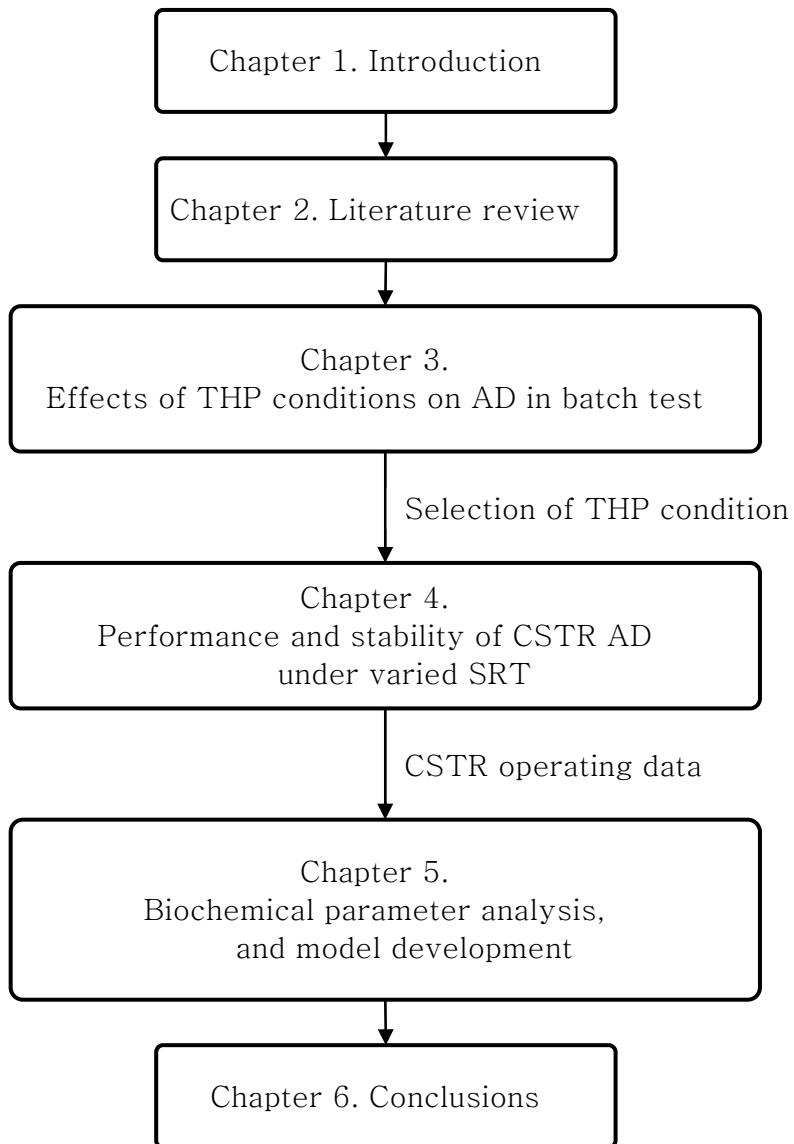 Chapter 1. Introduction
Chapter 2. Literature review
Chapter 3.
Effects of THP conditions on AD in batch test
Selection of THP condition
Chapter 4.
Performance and stability of CSTR AD
under varied SRT
CSTR operating data
Chapter 5.
Biochemical parameter analysis,
and model development
Chapter 6. Conclusions